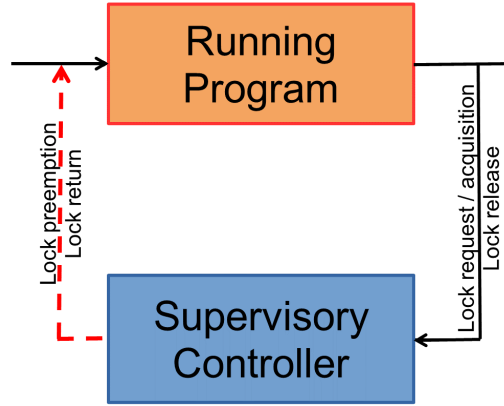 Running
Program
Lock preemption
Lock return
Lock request / acquisition
Lock release
Supervisory
Controller